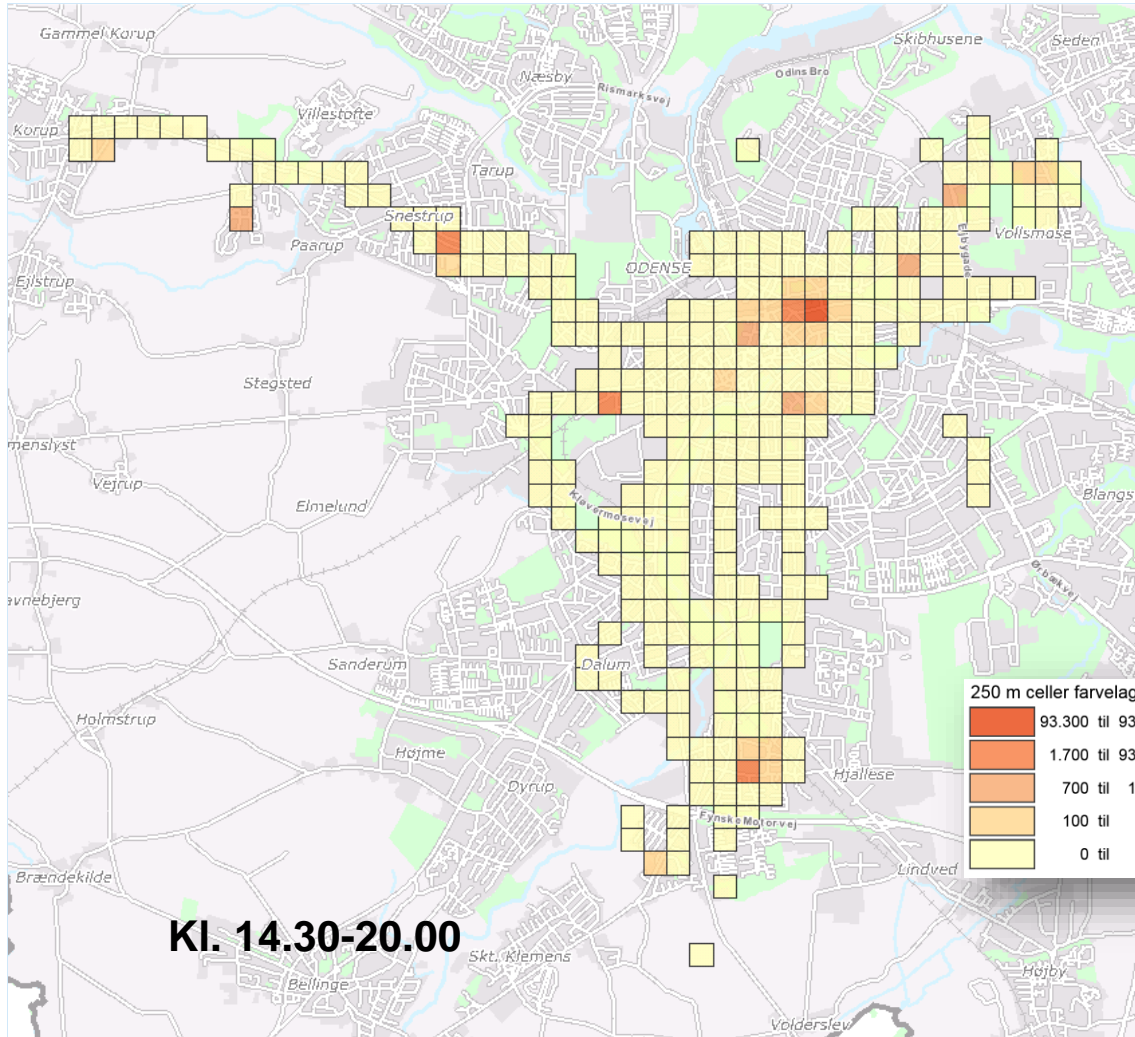 Gammel Korup
Skibhusene
Seden
Næsby
Odins Bro
Rismarksvej
Villestofte
Korup
Tarup
Snestrup
Vollsmose
Paarup
ODENSE
Ejbygade
Ejlstrup
Stegsted
menslyst
Vejrup
Elmelund
Kløvermosevej
Blangs
Ørbækvej
avnebjerg
Sanderum
Dalum
250 m celler farvelag
93.300 til 93
1.700 til 93
700 til 1
100 til
0 til
Holmstrup
Højme
Dyrup
Hjallese
Fynske Motorvej
Lindved
Brændekilde
Kl. 14.30-20.00
Skt. Klemens
Bellinge
Højby
Volderslev